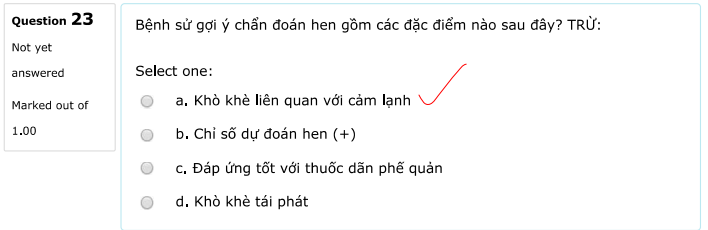 Question 23
Not yet
answered
Marked out of
1.00
Bệnh sử gợi ý chẩn đoán hen gồm các đặc điểm nào sau đây? TRỪ:
Select one:
a. Khò khè liên quan với cảm lạnh
b. Chỉ số dự đoán hen (+)
c. Đáp ứng tốt với thuốc dãn phế quản
d. Khò khè tái phát